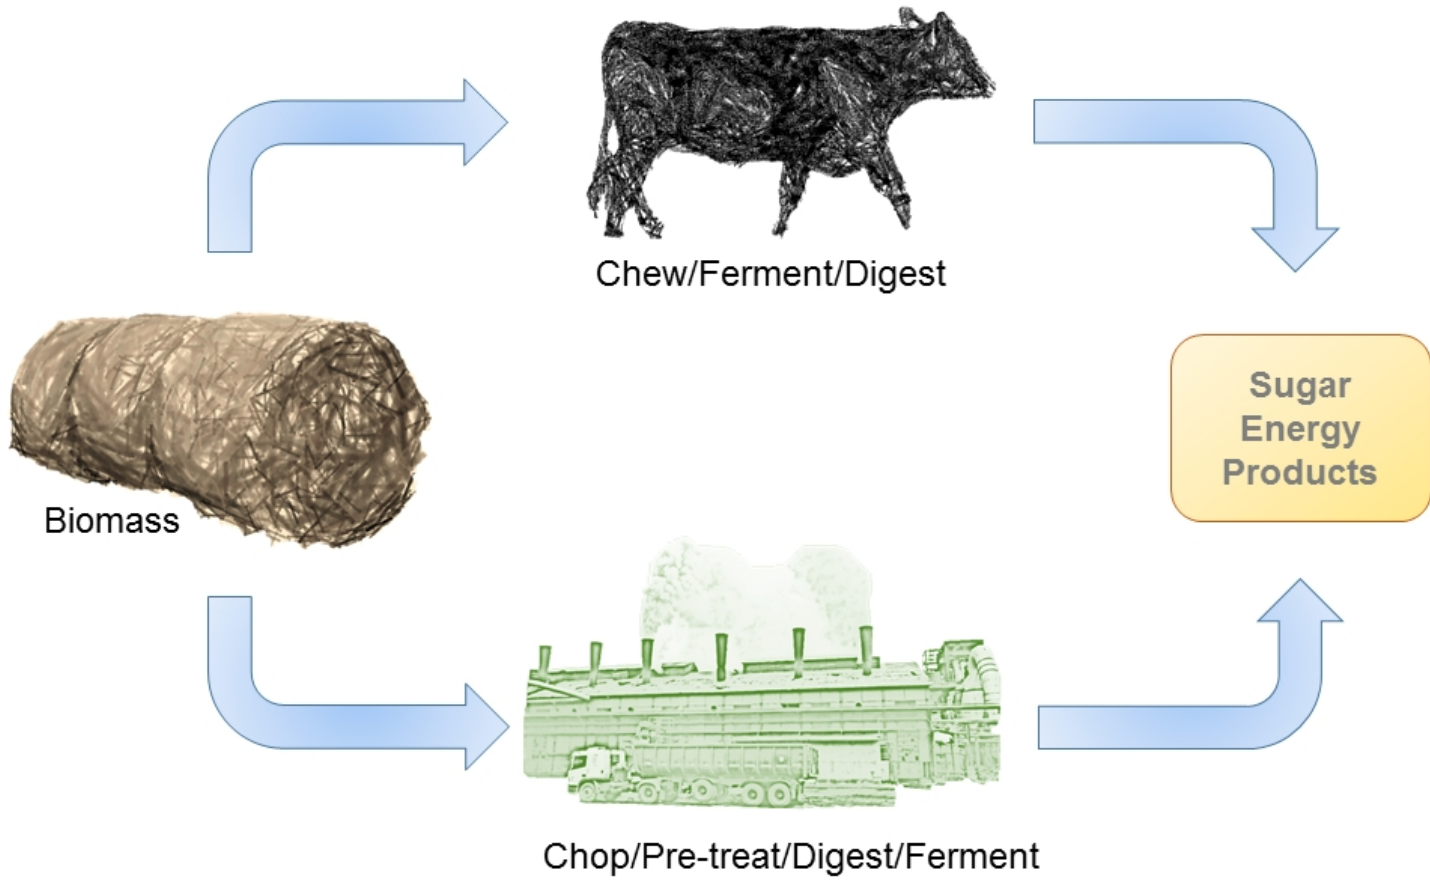 Chew/Ferment/Digest
Biomass
Sugar
Energy
Products
Chop/Pre-treat/Digest/Ferment